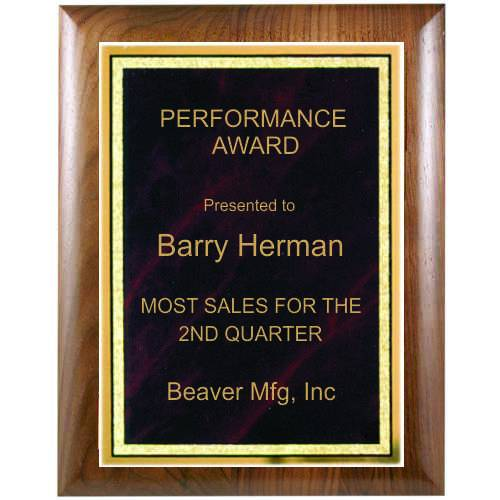 PERFORMANCE
AWARD
Presented to
Barry Herman
MOST SALES FOR THE
2ND QUARTER
Beaver Mfg, Inc